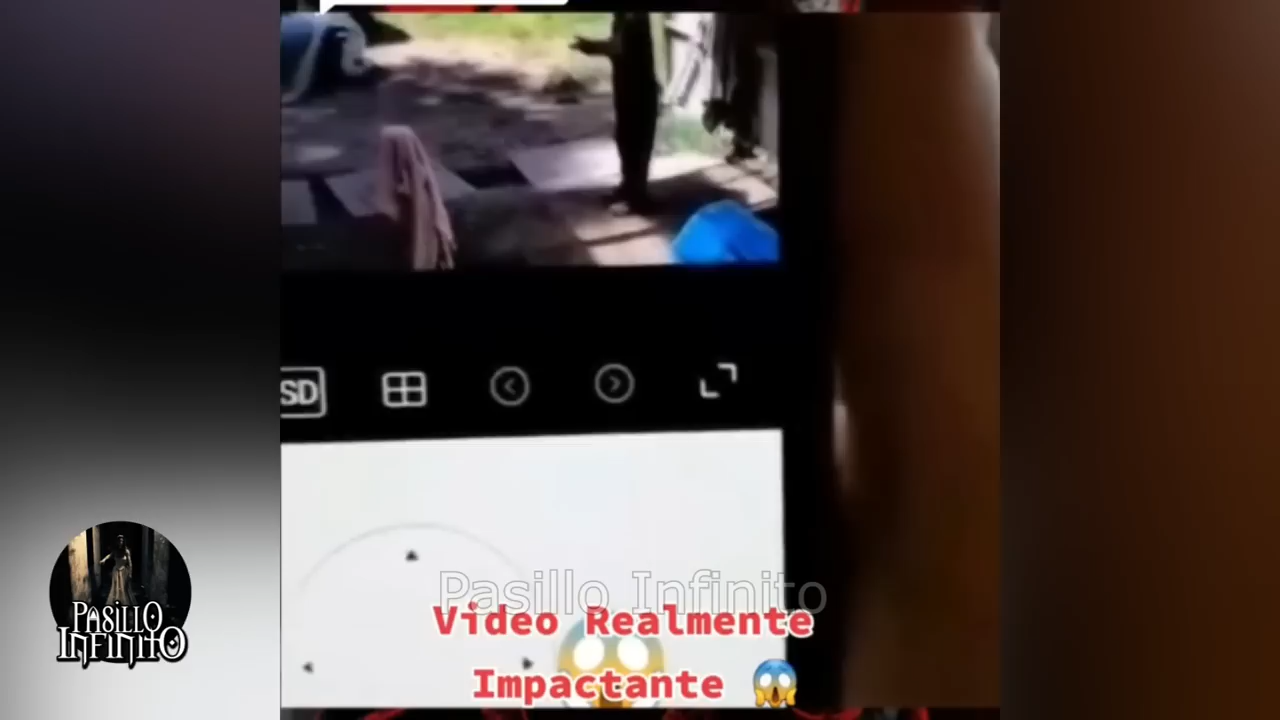 SD
Pasillo Infinito
Video Realmente
Impactante
PASILLO
INFINITO